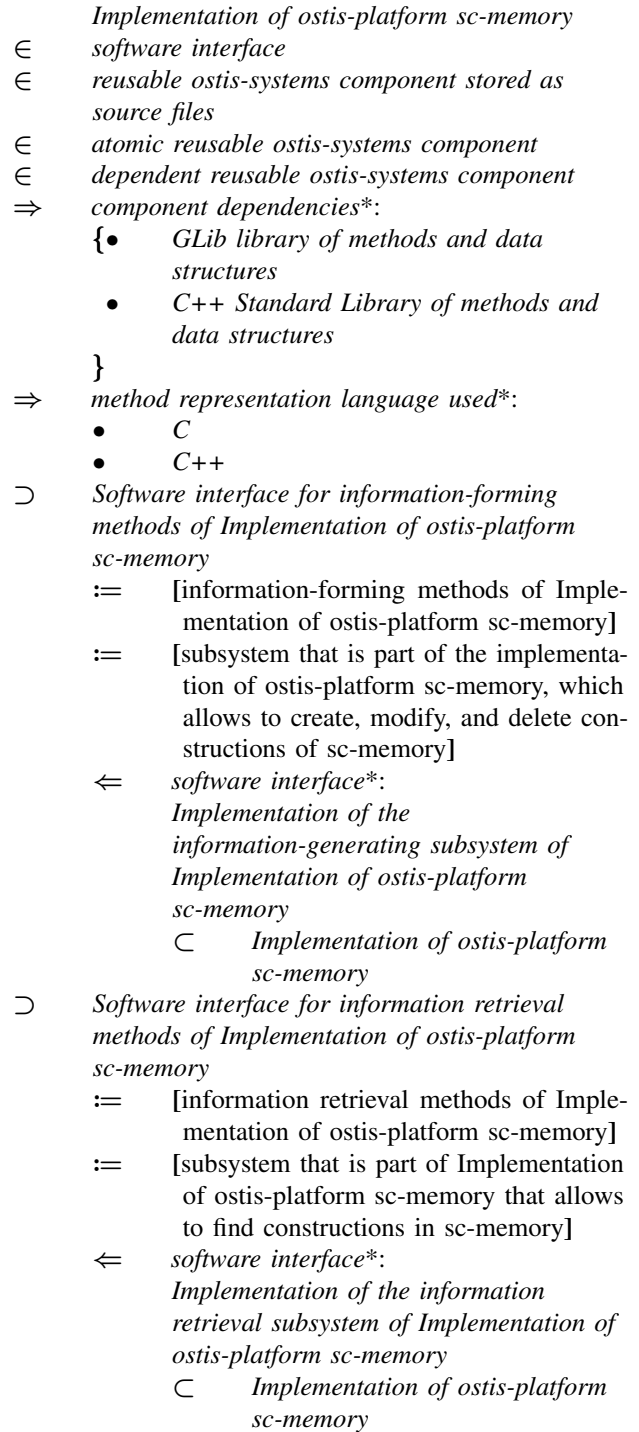 Implementation of ostis-platform sc-memory
∈ software interface
∈ reusable ostis-systems component stored as
source files
∈ atomic reusable ostis-systems component
∈ dependent reusable ostis-systems component
⇒ component dependencies*:
{• GLib library of methods and data
structures
• C++ Standard Library of methods and
data structures
}
⇒ method representation language used*:
• C
• C++
⊃ Software interface for information-forming
methods of Implementation of ostis-platform
sc-memory
≔ [information-forming methods of Imple-
mentation of ostis-platform sc-memory]
≔ [subsystem that is part of the implementa-
tion of ostis-platform sc-memory, which
allows to create, modify, and delete con-
structions of sc-memory]
⇐ software interface*:
Implementation of the
information-generating subsystem of
Implementation of ostis-platform
sc-memory
⊂ Implementation of ostis-platform
sc-memory
⊃ Software interface for information retrieval
methods of Implementation of ostis-platform
sc-memory
≔ [information retrieval methods of Imple-
mentation of ostis-platform sc-memory]
≔ [subsystem that is part of Implementation
of ostis-platform sc-memory that allows
to find constructions in sc-memory]
⇐ software interface*:
Implementation of the information
retrieval subsystem of Implementation of
ostis-platform sc-memory
⊂ Implementation of ostis-platform
sc-memory